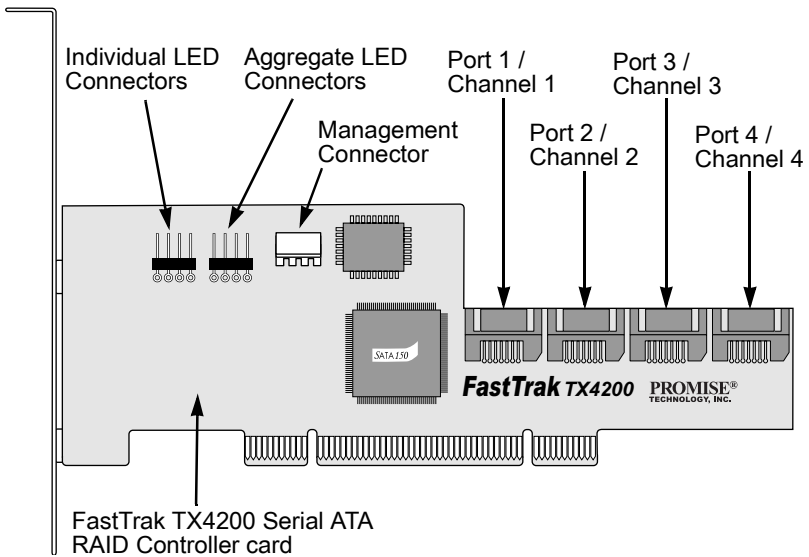 Individual LED
Connectors
Aggregate LED
Connectors
Management
Connector
Port 1 /
Channel 1
Port 2 /
Channel 2
Port 3 /
Channel 3
Port 4 /
Channel 4
SATA150
FastTrak TX4200
PROMISE®
TECHNOLOGY, INC.
FastTrak TX4200 Serial ATA
RAID Controller card